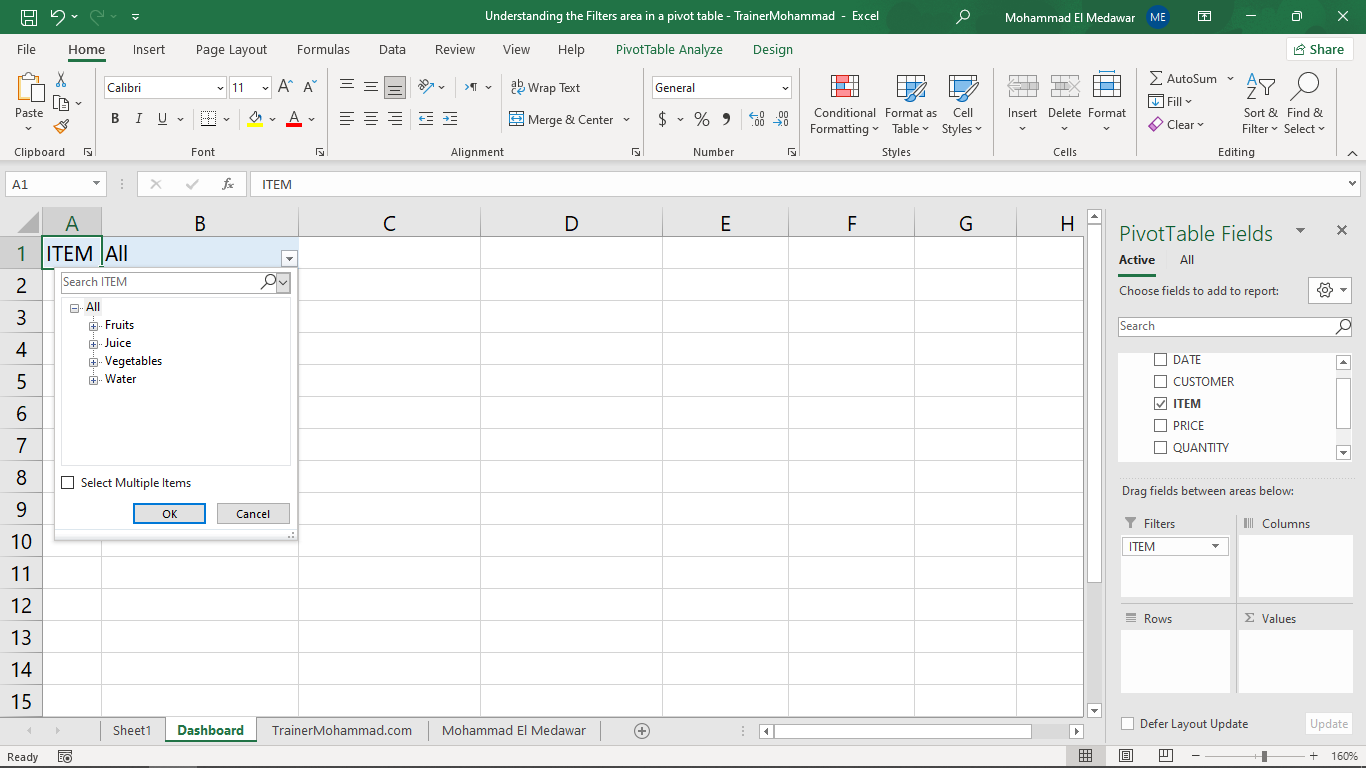 Understanding the Filters area in a pivot table - TrainerMohammad - Excel
Mohammad El Medawar ME
File Home Insert Page Layout Formulas Data Review View Help PivotTable Analyze Design Share
Paste
Clipboard
Calibri 11
B I U A
Font
Wrap Text
Merge & Center
Alignment
General
$ % 9
Number
Conditional Formatting
Format as Table
Cell Styles
Styles
Insert Delete Format
Cells
AutoSum
Fill
Clear
Sort & Filter
Find & Select
Editing
A1 fx ITEM
A B C D E F G H
1 ITEM All
2
3
4
5
6
7
8
9
10
11
12
13
14
15
Search ITEM
All
Fruits
Juice
Vegetables
Water
Select Multiple Items
OK Cancel
PivotTable Fields
Active All
Choose fields to add to report:
Search
DATE
CUSTOMER
ITEM
PRICE
QUANTITY
Drag fields between areas below:
Filters Columns
ITEM
Rows Σ Values
Defer Layout Update Update
Sheet1 Dashboard TrainerMohammad.com Mohammad El Medawar
Ready 160%